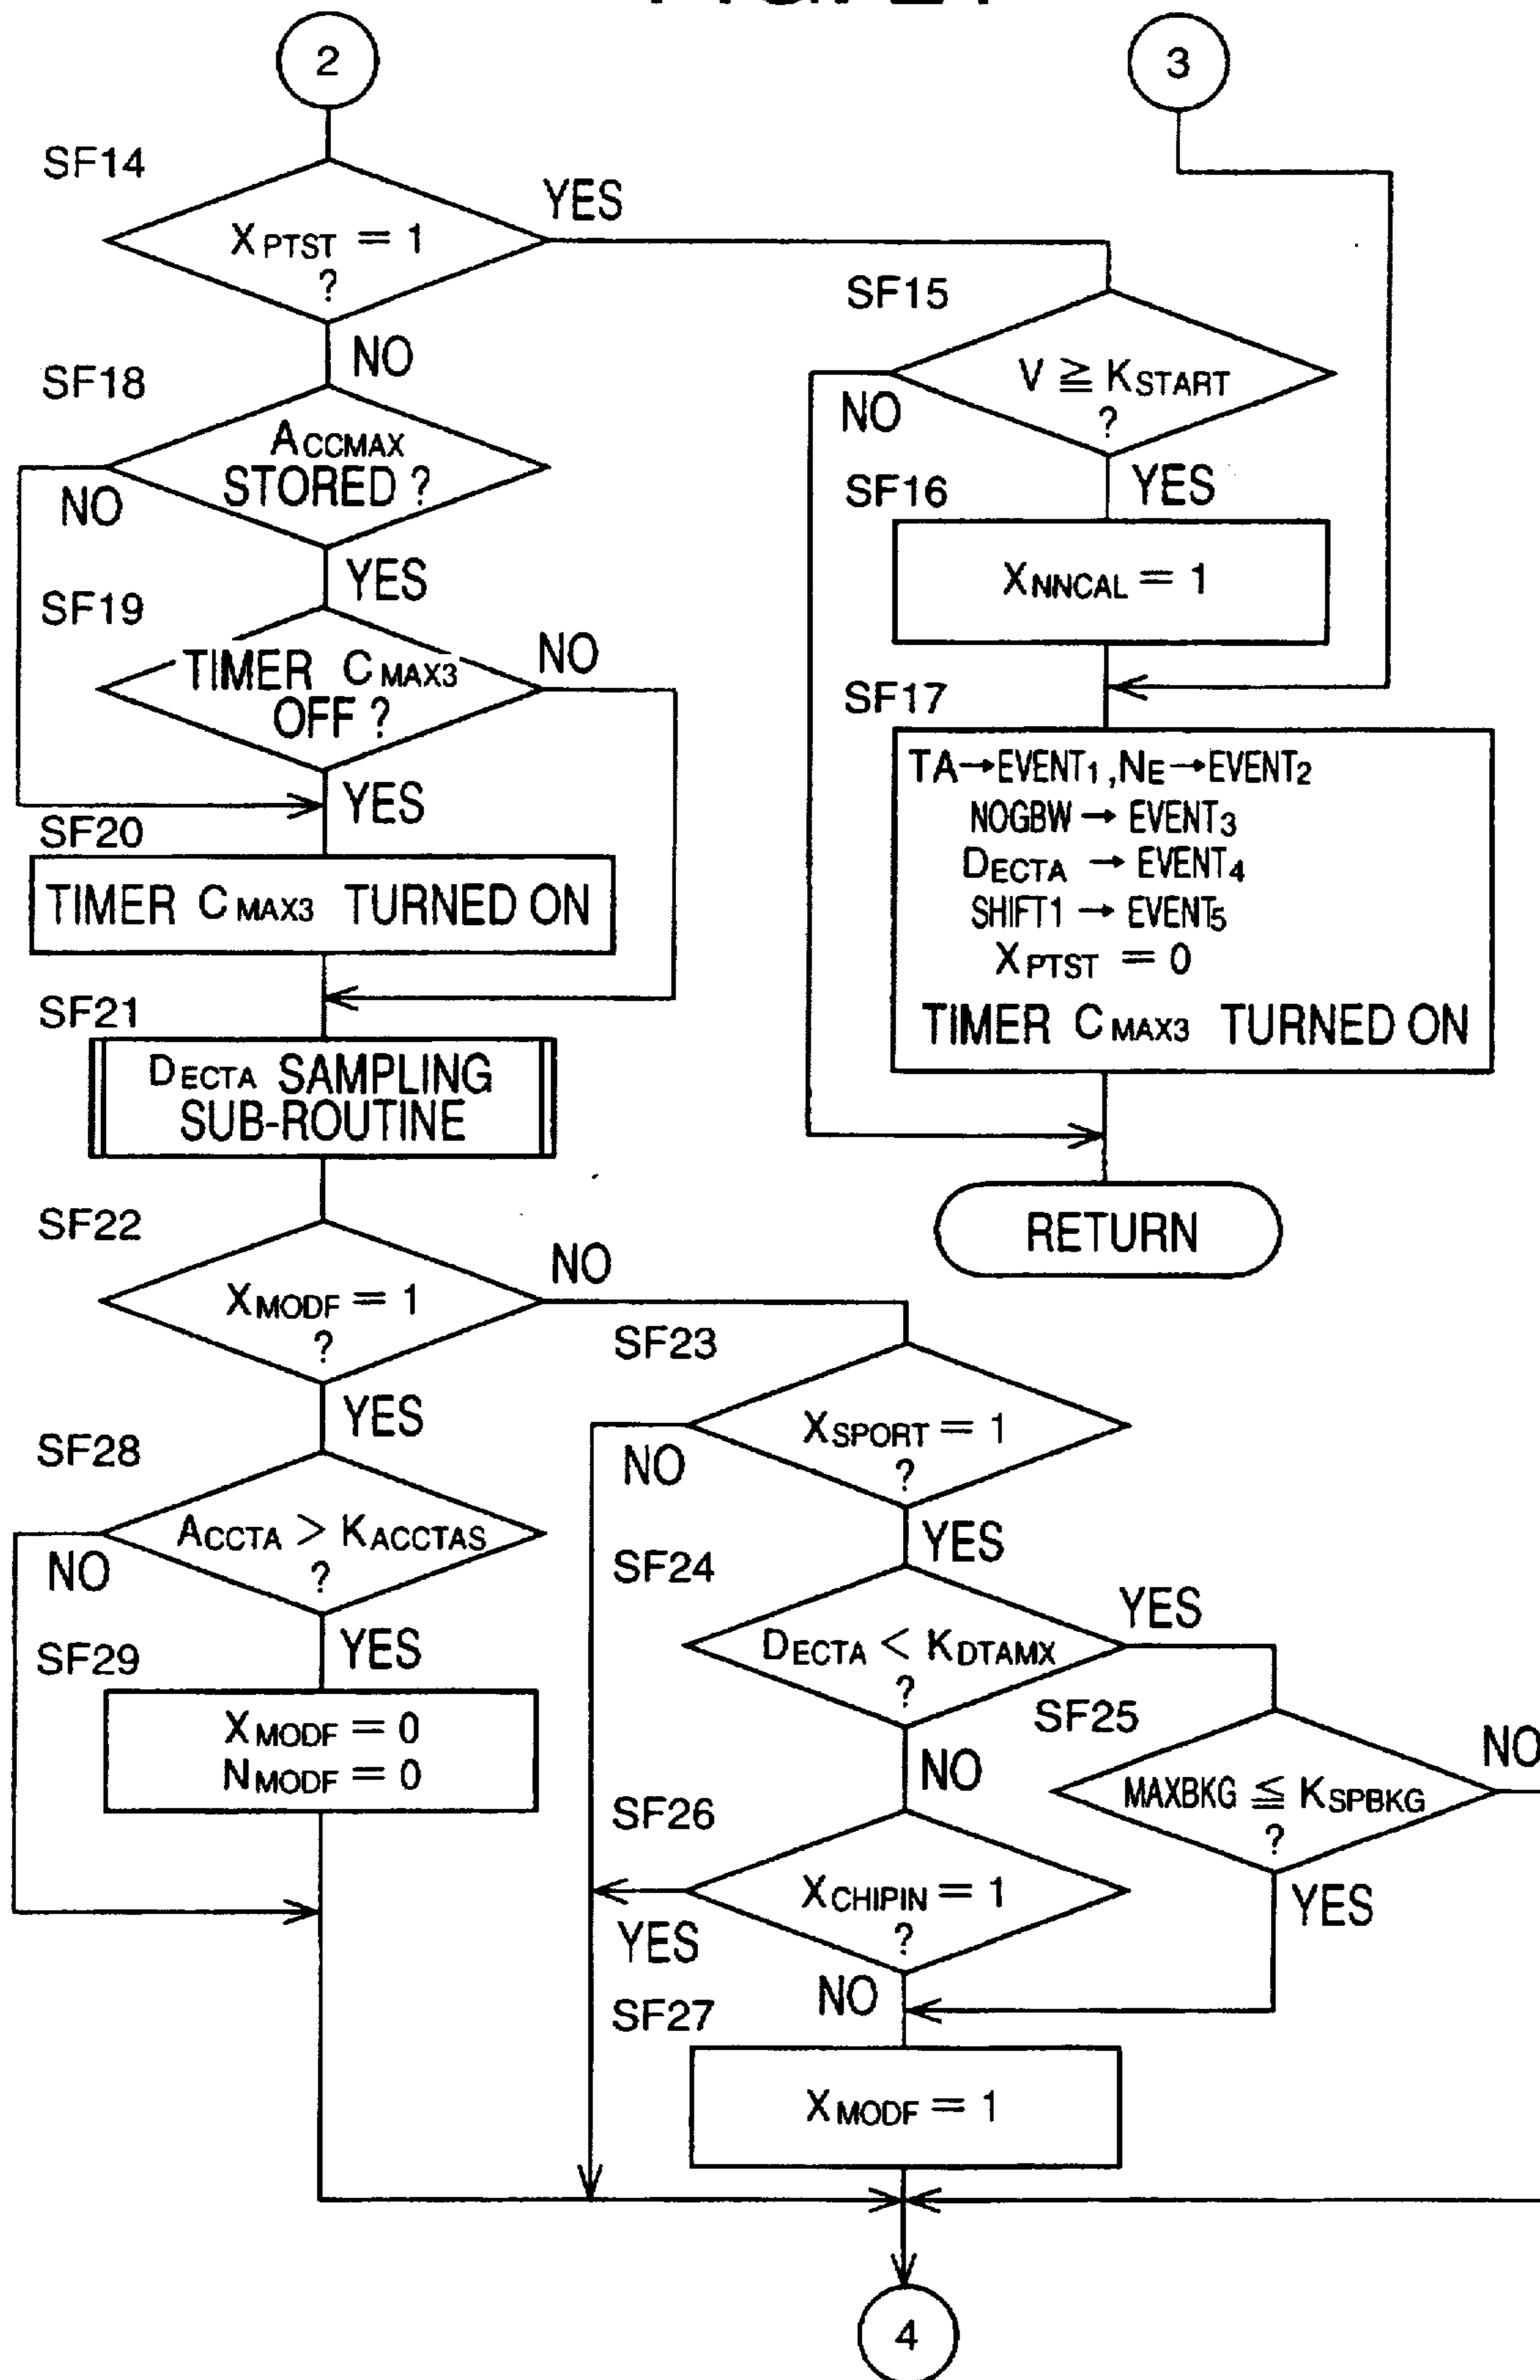 2
3
SF14
XPTST = 1
?
YES
NO
SF15
V ≧ KSTART
?
NO
YES
SF18
ACCMAX
STORED ?
NO
YES
SF16
XNNCAL = 1
SF19
TIMER CMAX3
OFF ?
NO
YES
SF17
TA→EVENT1, NE→EVENT2
NOGBW → EVENT3
DECTA → EVENT4
SHIFT1 → EVENT5
XPTST = 0
TIMER CMAX3 TURNED ON
SF20
TIMER CMAX3 TURNED ON
SF21
DECTA SAMPLING
SUB-ROUTINE
RETURN
SF22
XMODF = 1
?
NO
YES
SF23
XSPORT = 1
?
NO
YES
SF28
ACCTA > KACCTAS
?
NO
YES
SF24
DECTA < KDTAMX
?
YES
NO
SF29
XMODF = 0
NMODF = 0
SF25
MAXBKG ≦ KSPBKG
?
NO
YES
SF26
XCHIPIN = 1
?
YES
NO
SF27
XMODF = 1
4